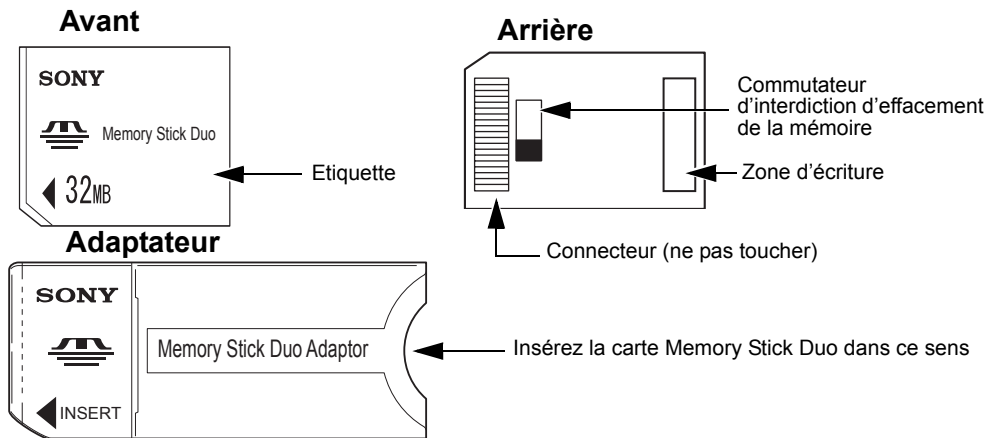 Avant
SONY
Memory Stick Duo
32MB
Etiquette
Arrière
Commutateur
d'interdiction d'effacement
de la mémoire
Zone d'écriture
Connecteur (ne pas toucher)
Adaptateur
SONY
Memory Stick Duo Adaptor
INSERT
Insérez la carte Memory Stick Duo dans ce sens